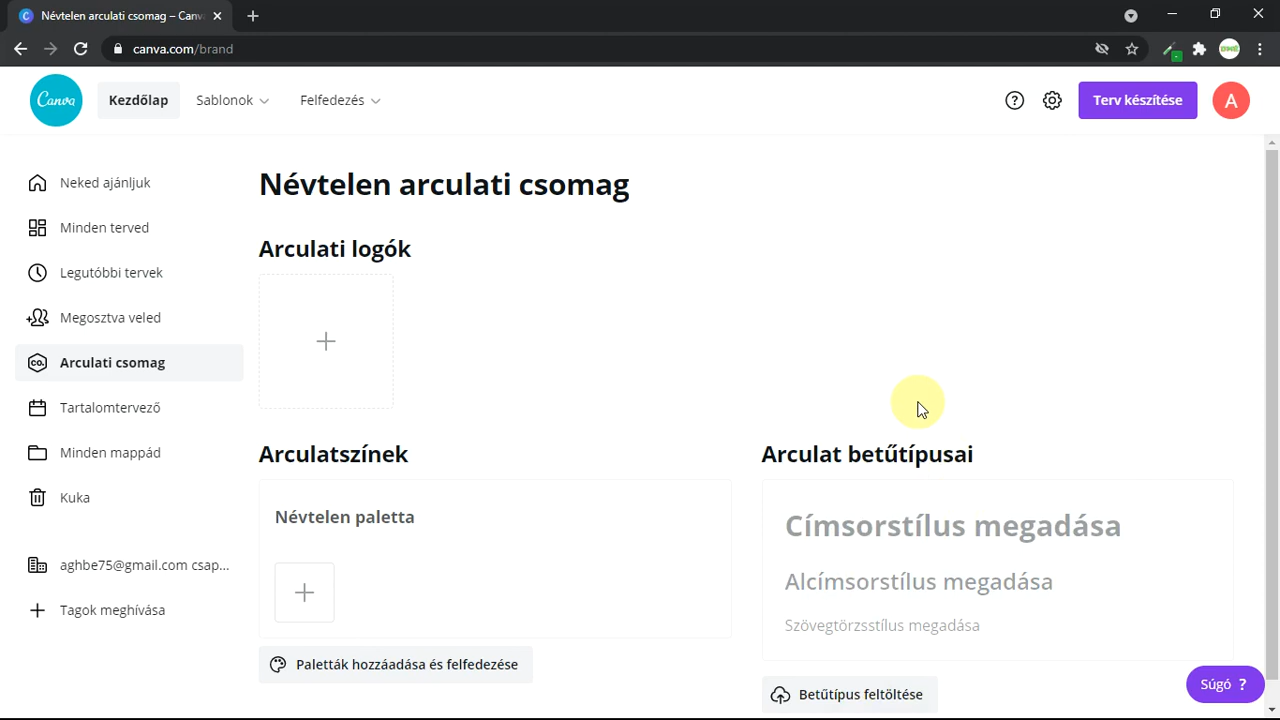 Névtelen arculati csomag – Canv
canva.com/brand
Canva
Kezdőlap
Sablonok
Felfedezés
?
Terv készítése
A
Neked ajánljuk
Minden terved
Legutóbbi tervek
Megosztva veled
CO.
Arculati csomag
Tartalomtervező
Minden mappád
Kuka
aghbe75@gmail.com csap...
Tagok meghívása
Névtelen arculati csomag
Arculati logók
Arculatszínek
Névtelen paletta
Paletták hozzáadása és felfedezése
Arculat betűtípusai
Címsorstílus megadása
Alcímsorstílus megadása
Szövegtörzsstílus megadása
Betűtípus feltöltése
Súgó ?